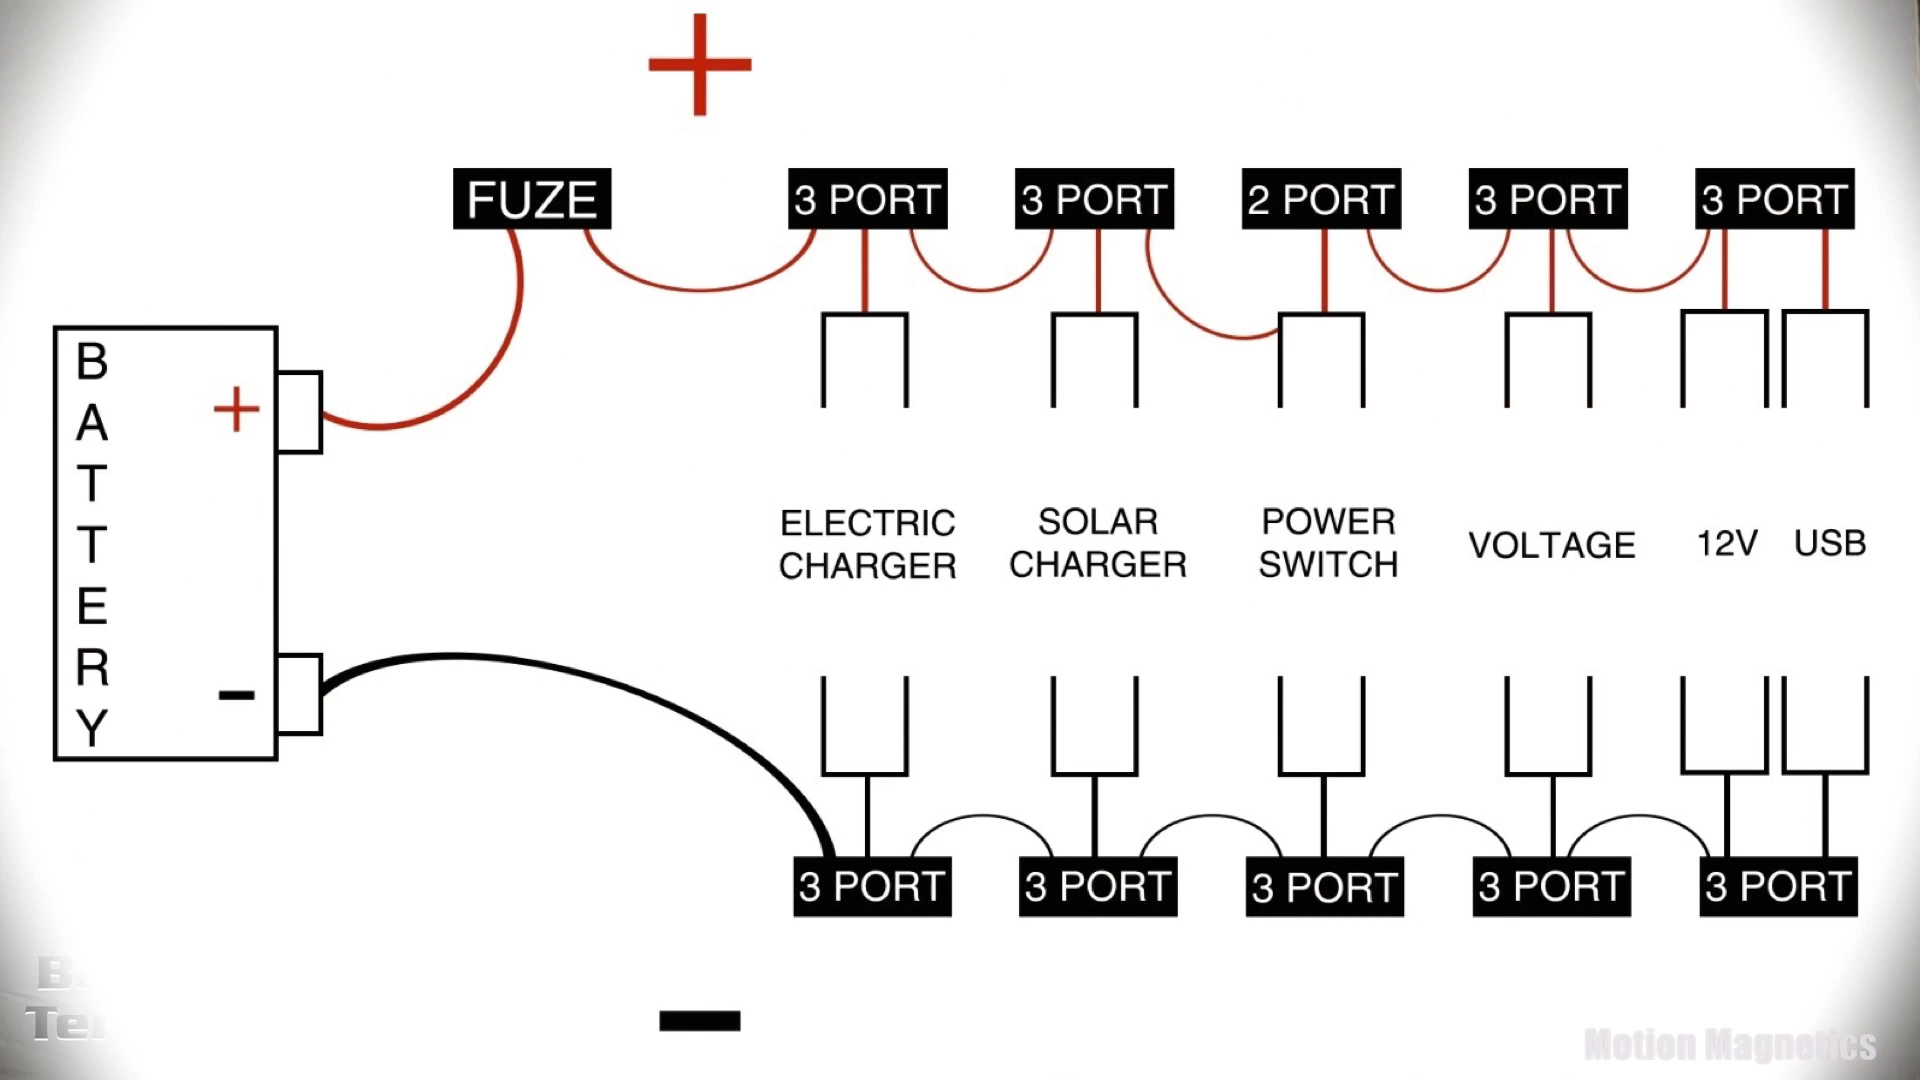 +
FUZE
3 PORT
3 PORT
2 PORT
3 PORT
3 PORT
BATTERY
+
-
ELECTRIC
CHARGER
SOLAR
CHARGER
POWER
SWITCH
VOLTAGE
12V
USB
3 PORT
3 PORT
3 PORT
3 PORT
3 PORT
-
Motion Magnetics